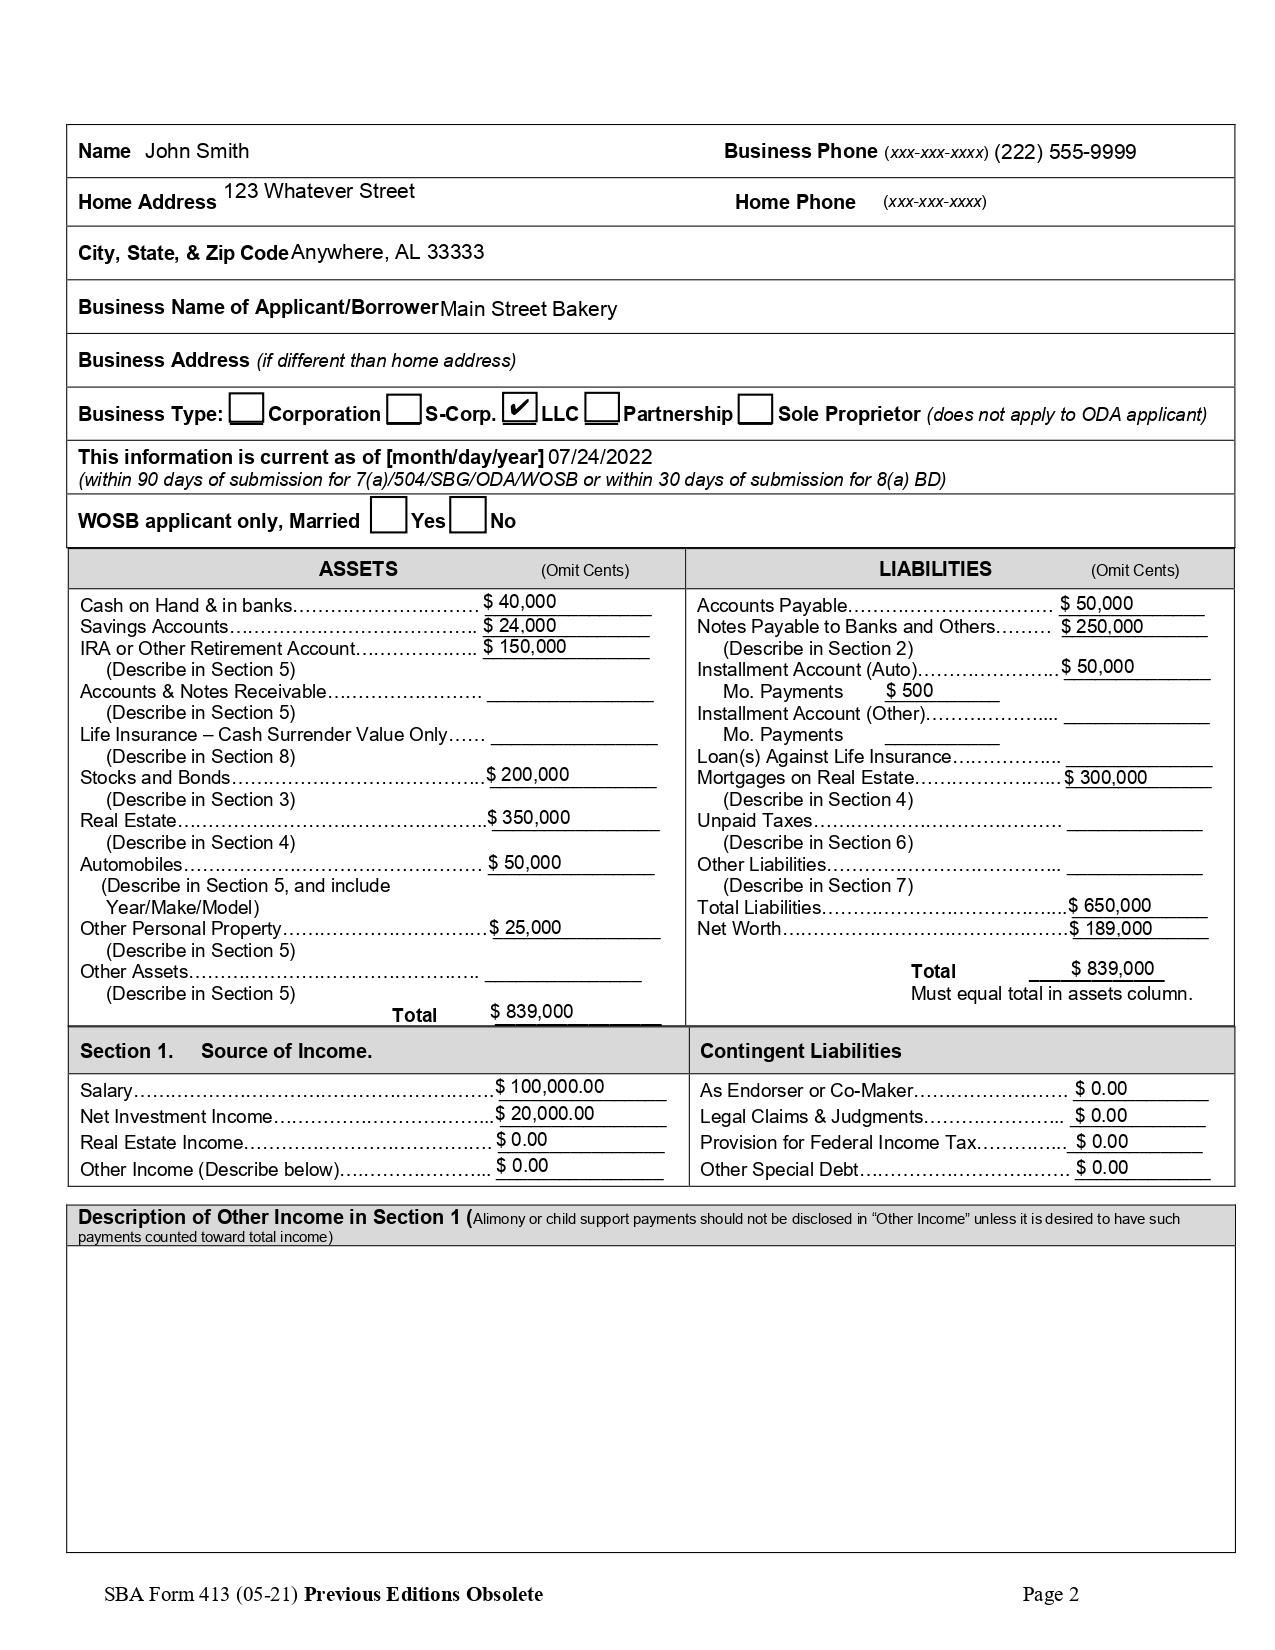 Name John Smith Business Phone (xxx-xxx-xxxx) (222) 555-9999
Home Address 123 Whatever Street Home Phone (xxx-xxx-xxxx)
City, State, & Zip Code Anywhere, AL 33333
Business Name of Applicant/Borrower Main Street Bakery
Business Address (if different than home address)
Business Type: Corporation S-Corp. ✔ LLC Partnership Sole Proprietor (does not apply to ODA applicant)
This information is current as of [month/day/year] 07/24/2022
(within 90 days of submission for 7(a)/504/SBG/ODA/WOSB or within 30 days of submission for 8(a) BD)
WOSB applicant only, Married Yes No
ASSETS (Omit Cents)
Cash on Hand & in banks………………………… $ 40,000
Savings Accounts………………………………….. $ 24,000
IRA or Other Retirement Account……………….. $ 150,000
(Describe in Section 5)
Accounts & Notes Receivable…………………….
(Describe in Section 5)
Life Insurance – Cash Surrender Value Only……
(Describe in Section 8)
Stocks and Bonds………………………………….. $ 200,000
(Describe in Section 3)
Real Estate…………………………………………. $ 350,000
(Describe in Section 4)
Automobiles………………………………………… $ 50,000
(Describe in Section 5, and include
Year/Make/Model)
Other Personal Property…………………………… $ 25,000
(Describe in Section 5)
Other Assets……………………………………….
(Describe in Section 5)
Total $ 839,000
LIABILITIES (Omit Cents)
Accounts Payable…………………………… $ 50,000
Notes Payable to Banks and Others……… $ 250,000
(Describe in Section 2)
Installment Account (Auto)………………….. $ 50,000
Mo. Payments $ 500
Installment Account (Other)………………....
Mo. Payments
Loan(s) Against Life Insurance……………...
Mortgages on Real Estate………………….. $ 300,000
(Describe in Section 4)
Unpaid Taxes…………………………………
(Describe in Section 6)
Other Liabilities………………………………..
(Describe in Section 7)
Total Liabilities………………………………... $ 650,000
Net Worth……………………………………… $ 189,000
Total $ 839,000
Must equal total in assets column.
Section 1. Source of Income.
Salary…………………………………………………. $ 100,000.00
Net Investment Income……………………………... $ 20,000.00
Real Estate Income…………………………………. $ 0.00
Other Income (Describe below)…………………... $ 0.00
Contingent Liabilities
As Endorser or Co-Maker……………………. $ 0.00
Legal Claims & Judgments………………….. $ 0.00
Provision for Federal Income Tax………….. $ 0.00
Other Special Debt…………………………… $ 0.00
Description of Other Income in Section 1 (Alimony or child support payments should not be disclosed in “Other Income” unless it is desired to have such
payments counted toward total income)
SBA Form 413 (05-21) Previous Editions Obsolete Page 2